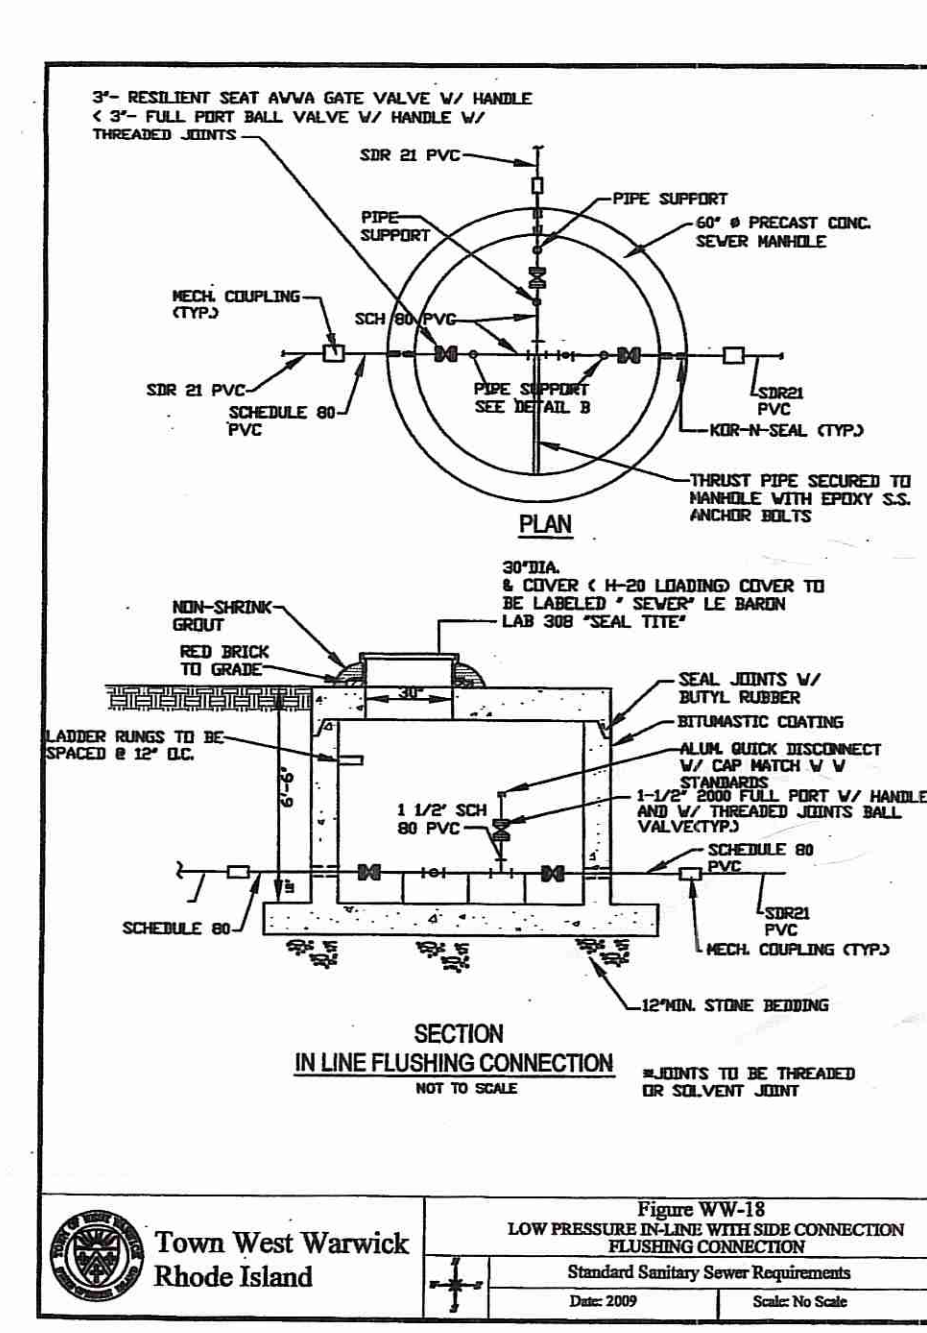 3"- RESILIENT SEAT AWWA GATE VALVE W/ HANDLE
< 3"- FULL PORT BALL VALVE W/ HANDLE W/
THREADED JOINTS
SDR 21 PVC
PIPE SUPPORT
PIPE
SUPPORT
60" Ø PRECAST CONC.
SEWER MANHOLE
MECH. COUPLING
(TYP.)
SCH 80 PVC
SDR 21 PVC
SCHEDULE 80
PVC
PIPE SUPPORT
SEE DETAIL B
SDR21
PVC
KOR-N-SEAL (TYP.)
THRUST PIPE SECURED TO
MANHOLE WITH EPOXY S.S.
ANCHOR BOLTS
PLAN
30"DIA.
& COVER ( H-20 LOADING) COVER TO
BE LABELED " SEWER" LE BARON
LAB 308 "SEAL TITE"
NON-SHRINK
GROUT
RED BRICK
TO GRADE
30"
SEAL JOINTS W/
BUTYL RUBBER
BITUMASTIC COATING
LADDER RUNGS TO BE
SPACED @ 12" O.C.
ALUM. QUICK DISCONNECT
W/ CAP MATCH W W
STANDARDS
6'-6"
1 1/2" SCH
80 PVC
1-1/2" 2000 FULL PORT W/ HANDLE
AND W/ THREADED JOINTS BALL
VALVE(TYP.)
SCHEDULE 80
PVC
SCHEDULE 80
SDR21
PVC
MECH. COUPLING (TYP.)
12"MIN. STONE BEDDING
SECTION
IN LINE FLUSHING CONNECTION
NOT TO SCALE
*JOINTS TO BE THREADED
OR SOLVENT JOINT
TOWN OF WEST WARWICK
Town West Warwick
Rhode Island
Figure WW-18
LOW PRESSURE IN-LINE WITH SIDE CONNECTION
FLUSHING CONNECTION
Standard Sanitary Sewer Requirements
Date: 2009
Scale: No Scale